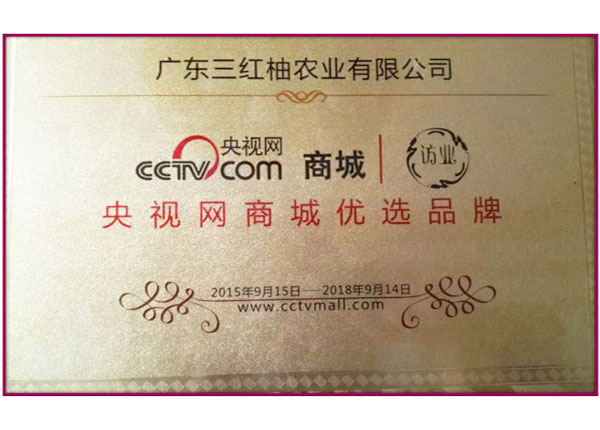 广东三红柚农业有限公司
央视网
CCTV.com 商城 访业
央视网商城优选品牌
2015年9月15日——2018年9月14日
www.cctvmall.com